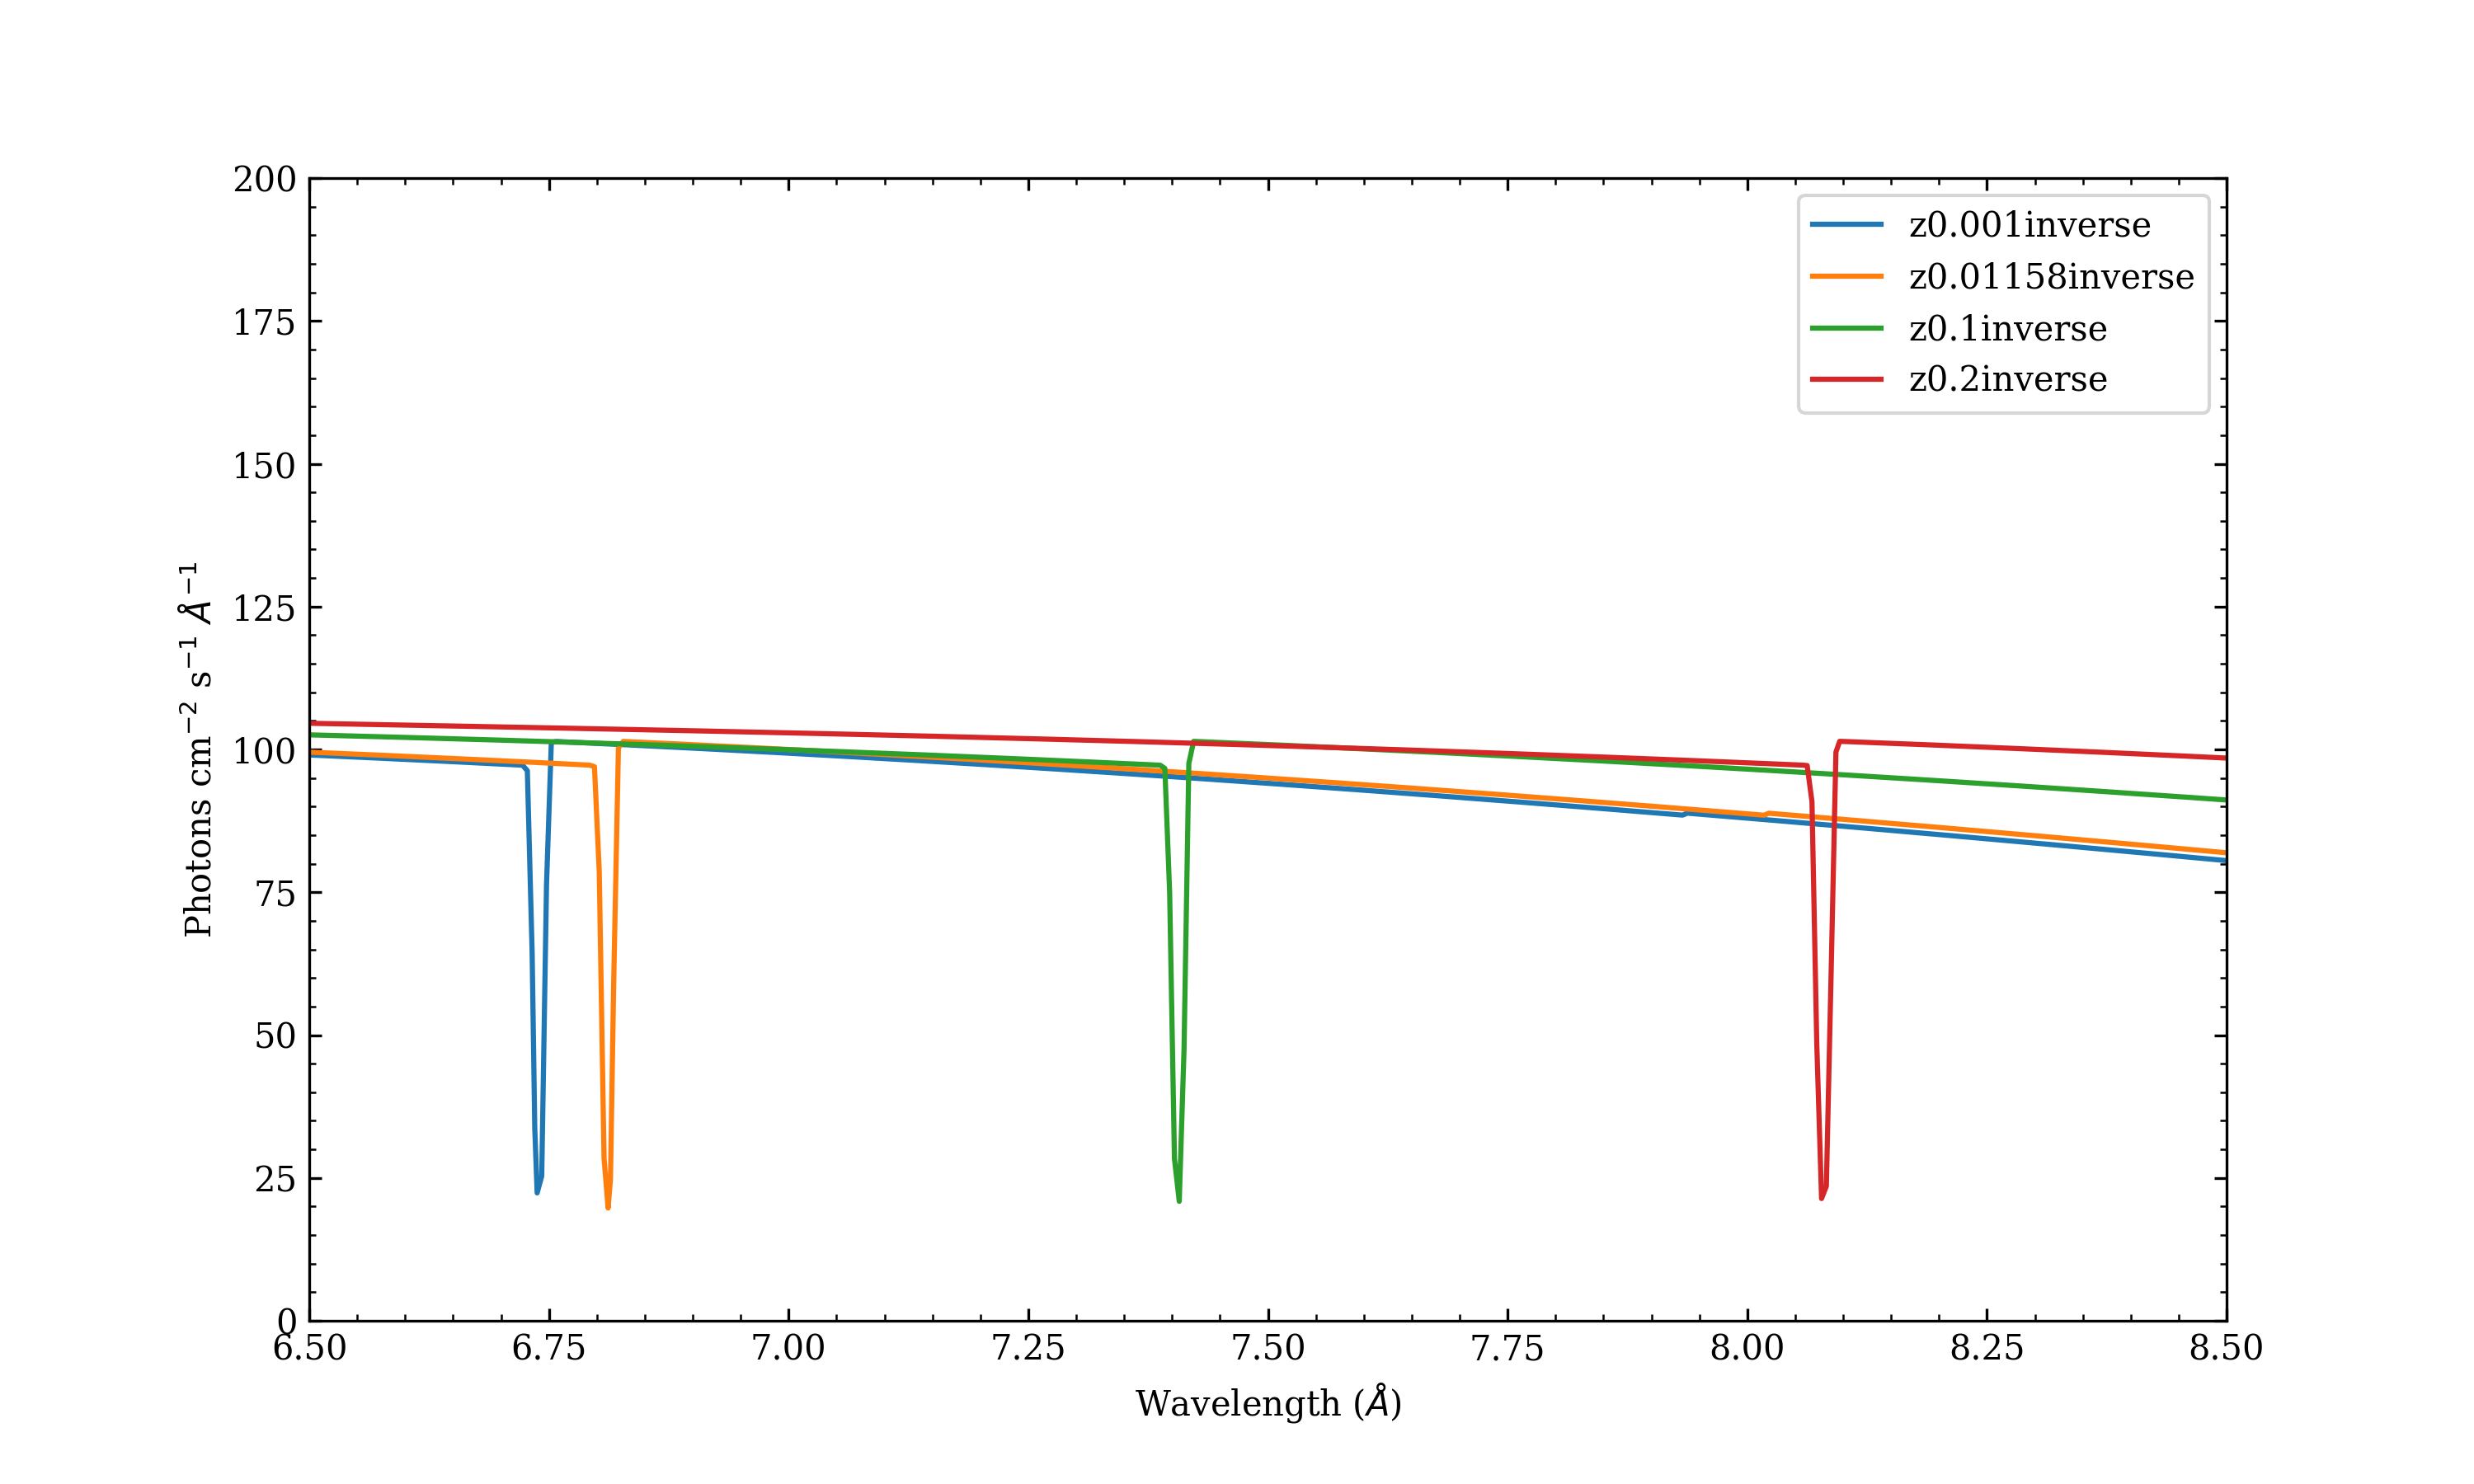 200
175
150
125
100
75
50
25
0
Photons cm⁻² s⁻¹ Å⁻¹
6.50 6.75 7.00 7.25 7.50 7.75 8.00 8.25 8.50
Wavelength (Å)
z0.001inverse
z0.01158inverse
z0.1inverse
z0.2inverse